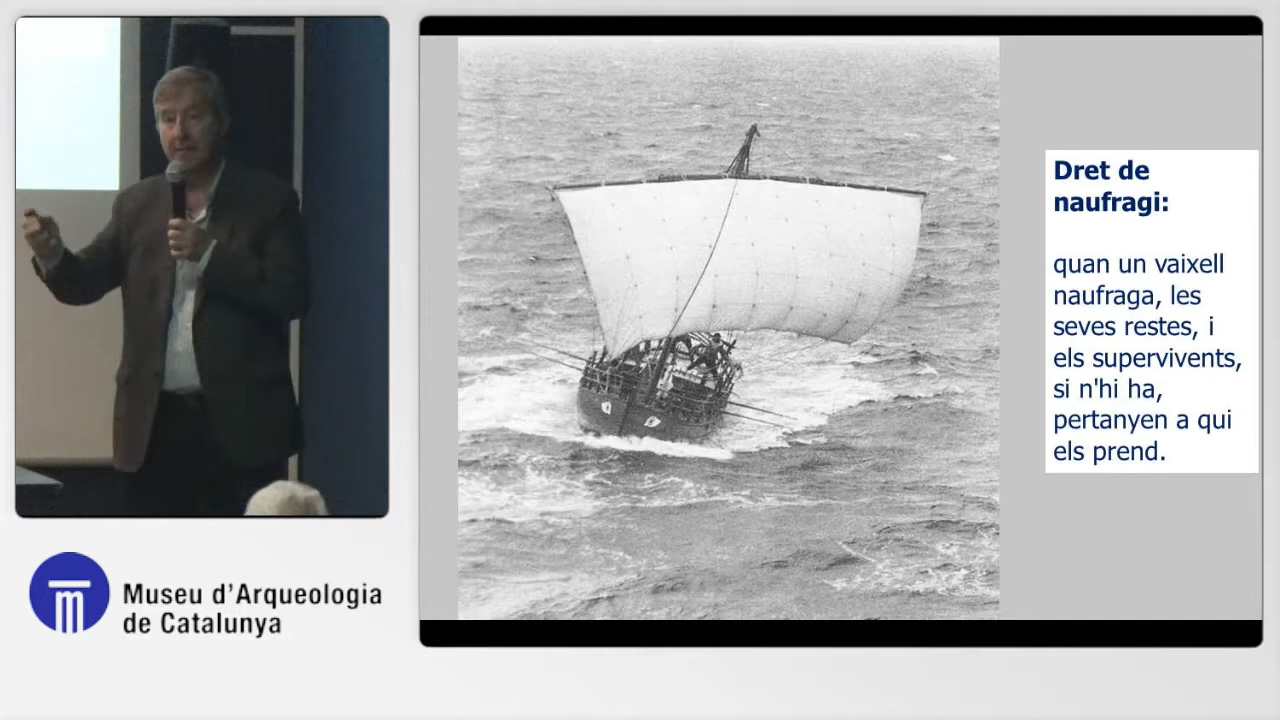 Museu d'Arqueologia
de Catalunya
Dret de
naufragi:
quan un vaixell
naufraga, les
seves restes, i
els supervivents,
si n'hi ha,
pertanyen a qui
els prend.